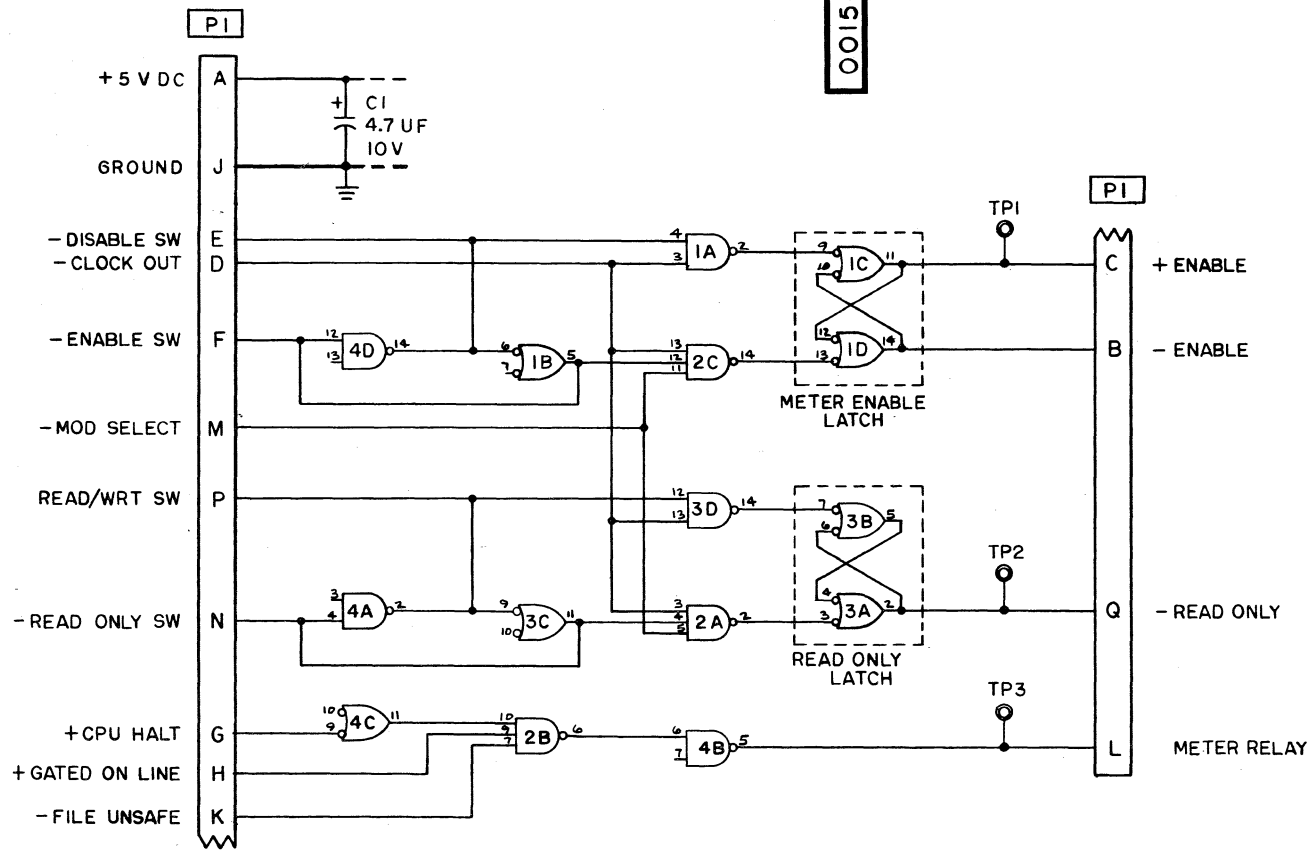 P1
0015
+5 VDC A
+ C1
4.7 UF
10V
GROUND J
P1
TP1
-DISABLE SW E
4 1A 2
9 1C 11
-CLOCK OUT D
3
10
C +ENABLE
-ENABLE SW F
12 4D 14
13
6 1B 5
7
13 2C 14
12
11
12 1D 14
13
B -ENABLE
METER ENABLE
LATCH
-MOD SELECT M
READ/WRT SW P
12 3D 14
13
7 3B 5
6
TP2
-READ ONLY SW N
3 4A 2
4
9 3C 11
10
3 2A 2
4
5
4 3A 2
3
Q -READ ONLY
READ ONLY
LATCH
TP3
+CPU HALT G
10 4C 11
9
10 2B 6
9
7
6 4B 5
7
L METER RELAY
+GATED ON LINE H
-FILE UNSAFE K